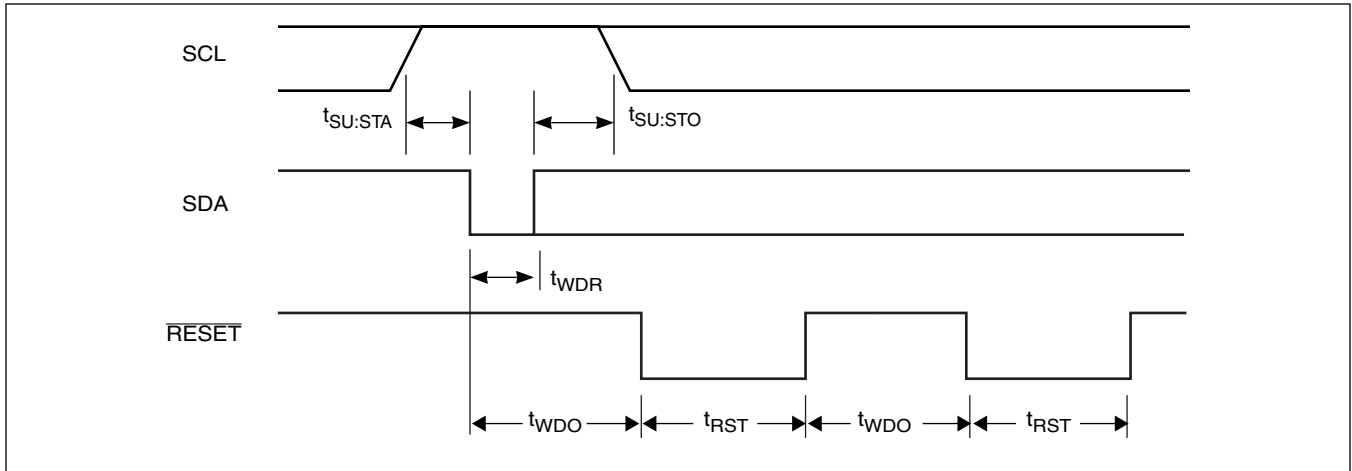 SCL
tSU:STA
tSU:STO
SDA
tWDR
RESET
tWDO tRST tWDO tRST